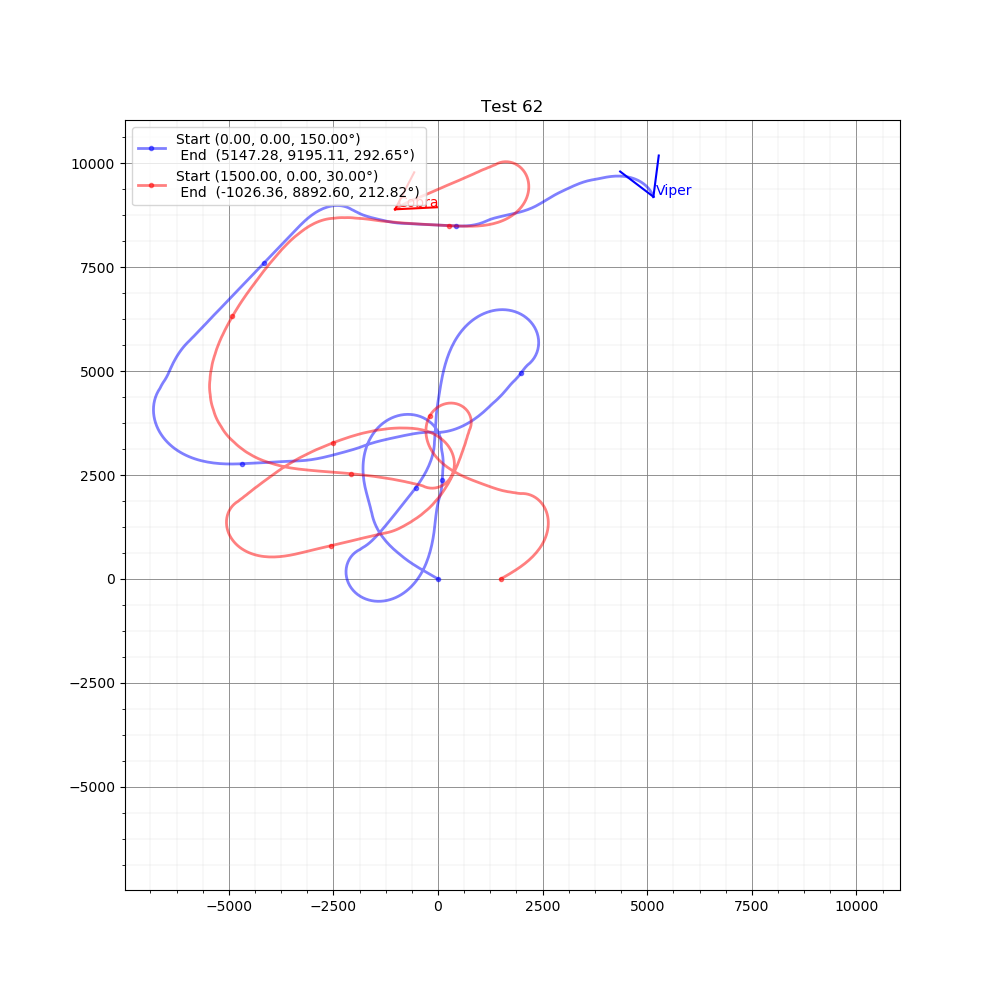 Test 62
Start (0.00, 0.00, 150.00°)
End  (5147.28, 9195.11, 292.65°)
Start (1500.00, 0.00, 30.00°)
End  (-1026.36, 8892.60, 212.82°)
Viper
10000
7500
5000
2500
0
−2500
−5000
−5000
−2500
0
2500
5000
7500
10000